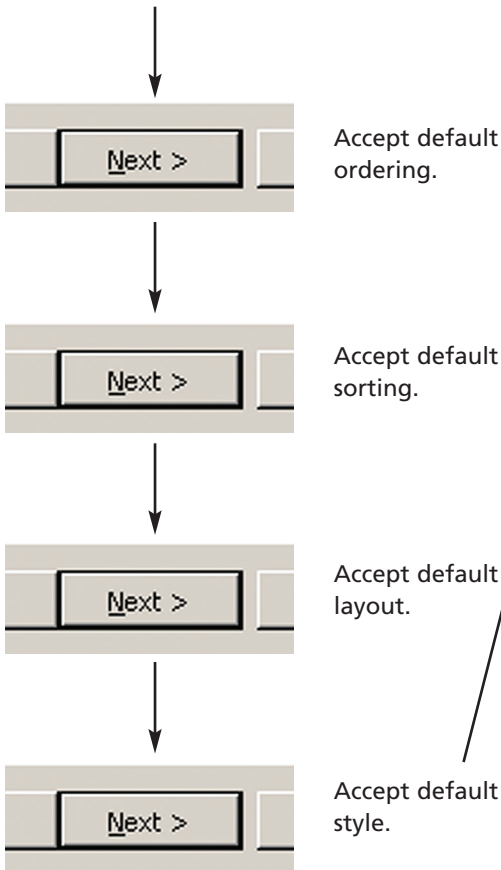 Next >
Accept default
ordering.
Next >
Accept default
sorting.
Next >
Accept default
layout.
Next >
Accept default
style.